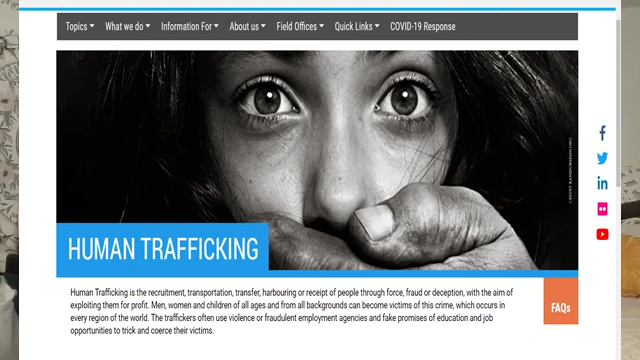 Topics What we do Information For About us Field Offices Quick Links COVID-19 Response
HUMAN TRAFFICKING
Human Trafficking is the recruitment, transportation, transfer, harbouring or receipt of people through force, fraud or deception, with the aim of
exploiting them for profit. Men, women and children of all ages and from all backgrounds can become victims of this crime, which occurs in
every region of the world. The traffickers often use violence or fraudulent employment agencies and fake promises of education and job
opportunities to trick and coerce their victims.
FAQs